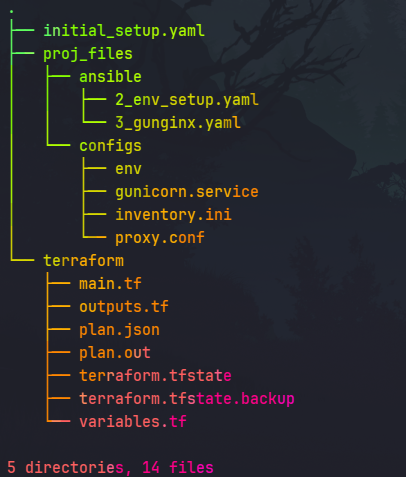 .
├── initial_setup.yaml
├── proj_files
│   ├── ansible
│   │   ├── 2_env_setup.yaml
│   │   └── 3_gunginx.yaml
│   └── configs
│       ├── env
│       ├── gunicorn.service
│       ├── inventory.ini
│       └── proxy.conf
└── terraform
    ├── main.tf
    ├── outputs.tf
    ├── plan.json
    ├── plan.out
    ├── terraform.tfstate
    ├── terraform.tfstate.backup
    └── variables.tf

5 directories, 14 files